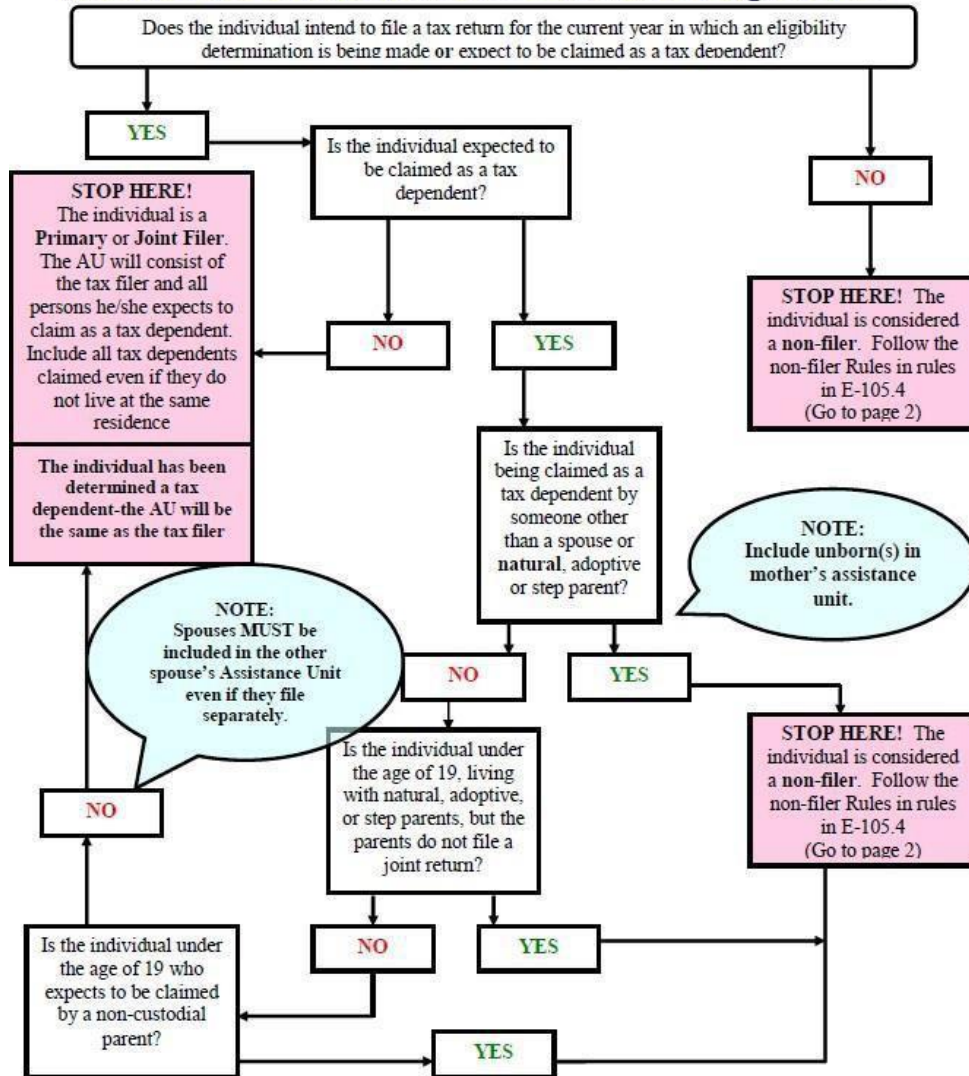 Does the individual intend to file a tax return for the current year in which an eligibility
determination is being made or expect to be claimed as a tax dependent?
YES
Is the individual expected to
be claimed as a tax
dependent?
NO
STOP HERE!
The individual is a
Primary or Joint Filer.
The AU will consist of
the tax filer and all
persons he/she expects to
claim as a tax dependent.
Include all tax dependents
claimed even if they do
not live at the same
residence
NO
YES
STOP HERE! The
individual is considered
a non-filer. Follow the
non-filer Rules in rules
in E-105.4
(Go to page 2)
The individual has been
determined a tax
dependent-the AU will be
the same as the tax filer
Is the individual
being claimed as a
tax dependent by
someone other
than a spouse or
natural, adoptive
or step parent?
NOTE:
Include unborn(s) in
mother's assistance
unit.
NOTE:
Spouses MUST be
included in the other
spouse's Assistance Unit
even if they file
separately.
NO
YES
Is the individual under
the age of 19, living
with natural, adoptive,
or step parents, but the
parents do not file a
joint return?
STOP HERE! The
individual is considered
a non-filer. Follow the
non-filer Rules in rules
in E-105.4
(Go to page 2)
NO
NO
YES
Is the individual under
the age of 19 who
expects to be claimed
by a non-custodial
parent?
YES